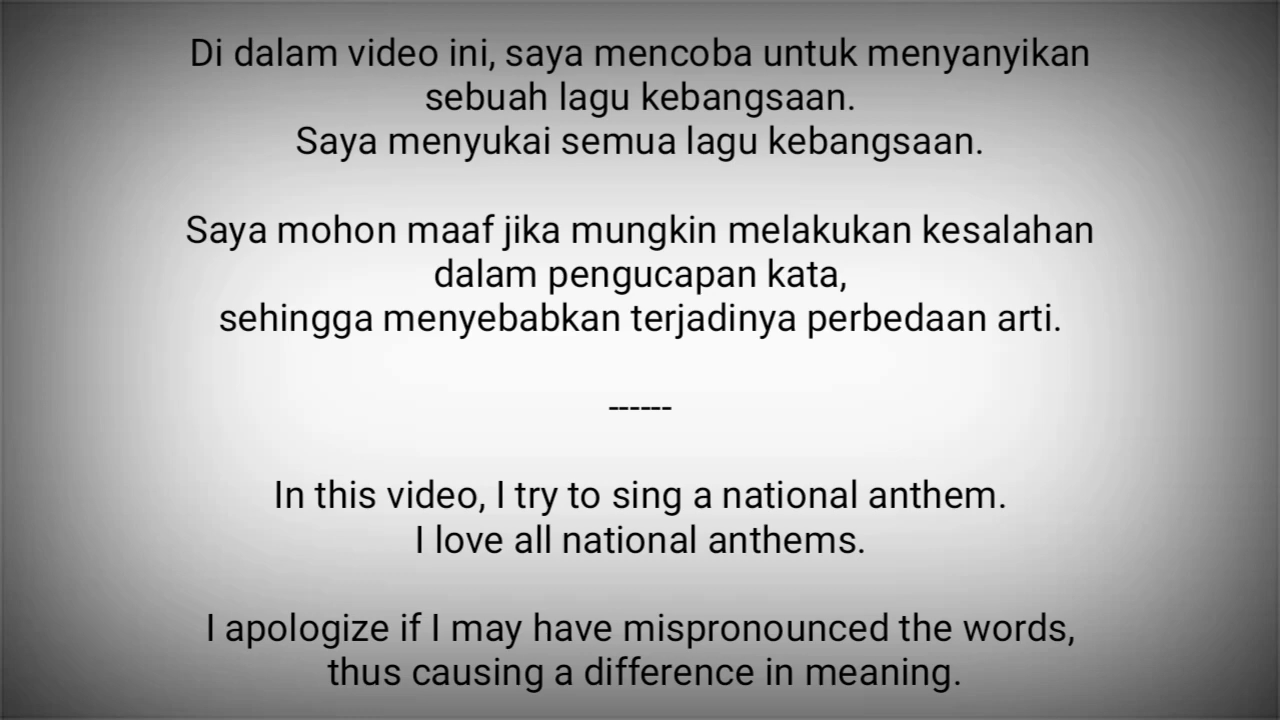 Di dalam video ini, saya mencoba untuk menyanyikan
sebuah lagu kebangsaan.
Saya menyukai semua lagu kebangsaan.
Saya mohon maaf jika mungkin melakukan kesalahan
dalam pengucapan kata,
sehingga menyebabkan terjadinya perbedaan arti.
------
In this video, I try to sing a national anthem.
I love all national anthems.
I apologize if I may have mispronounced the words,
thus causing a difference in meaning.